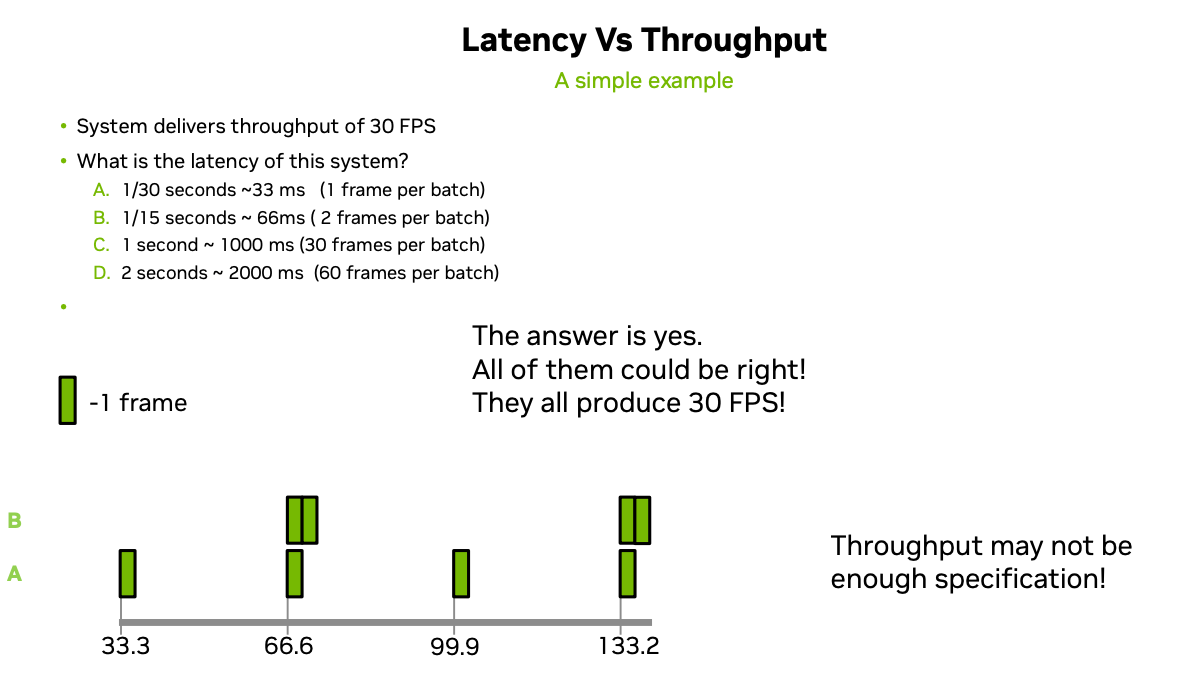 Latency Vs Throughput
A simple example
• System delivers throughput of 30 FPS
• What is the latency of this system?
A. 1/30 seconds ~33 ms (1 frame per batch)
B. 1/15 seconds ~ 66ms ( 2 frames per batch)
C. 1 second ~ 1000 ms (30 frames per batch)
D. 2 seconds ~ 2000 ms (60 frames per batch)
•
The answer is yes.
All of them could be right!
They all produce 30 FPS!
-1 frame
B
A
Throughput may not be
enough specification!
33.3 66.6 99.9 133.2